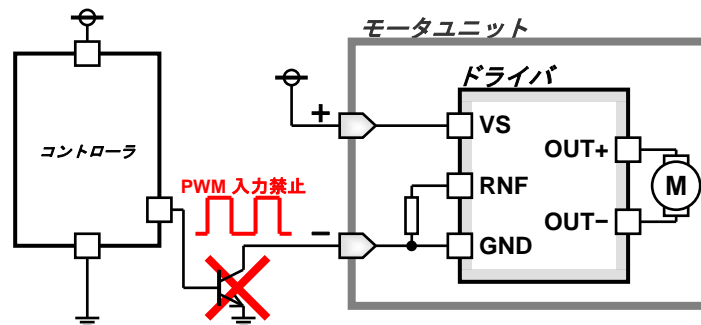 モータユニット
ドライバ
コントローラ
PWM 入力禁止
+
−
VS
RNF
GND
OUT+
OUT−
M